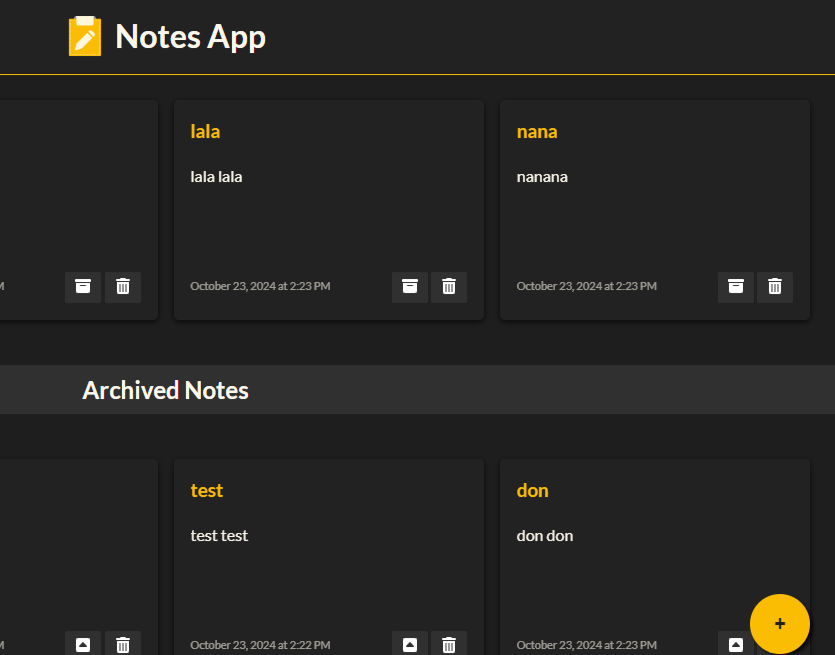 Notes App
lala
nana
lala lala
nanana
M
October 23, 2024 at 2:23 PM
October 23, 2024 at 2:23 PM
Archived Notes
test
don
test test
don don
M
October 23, 2024 at 2:22 PM
October 23, 2024 at 2:23 PM
+